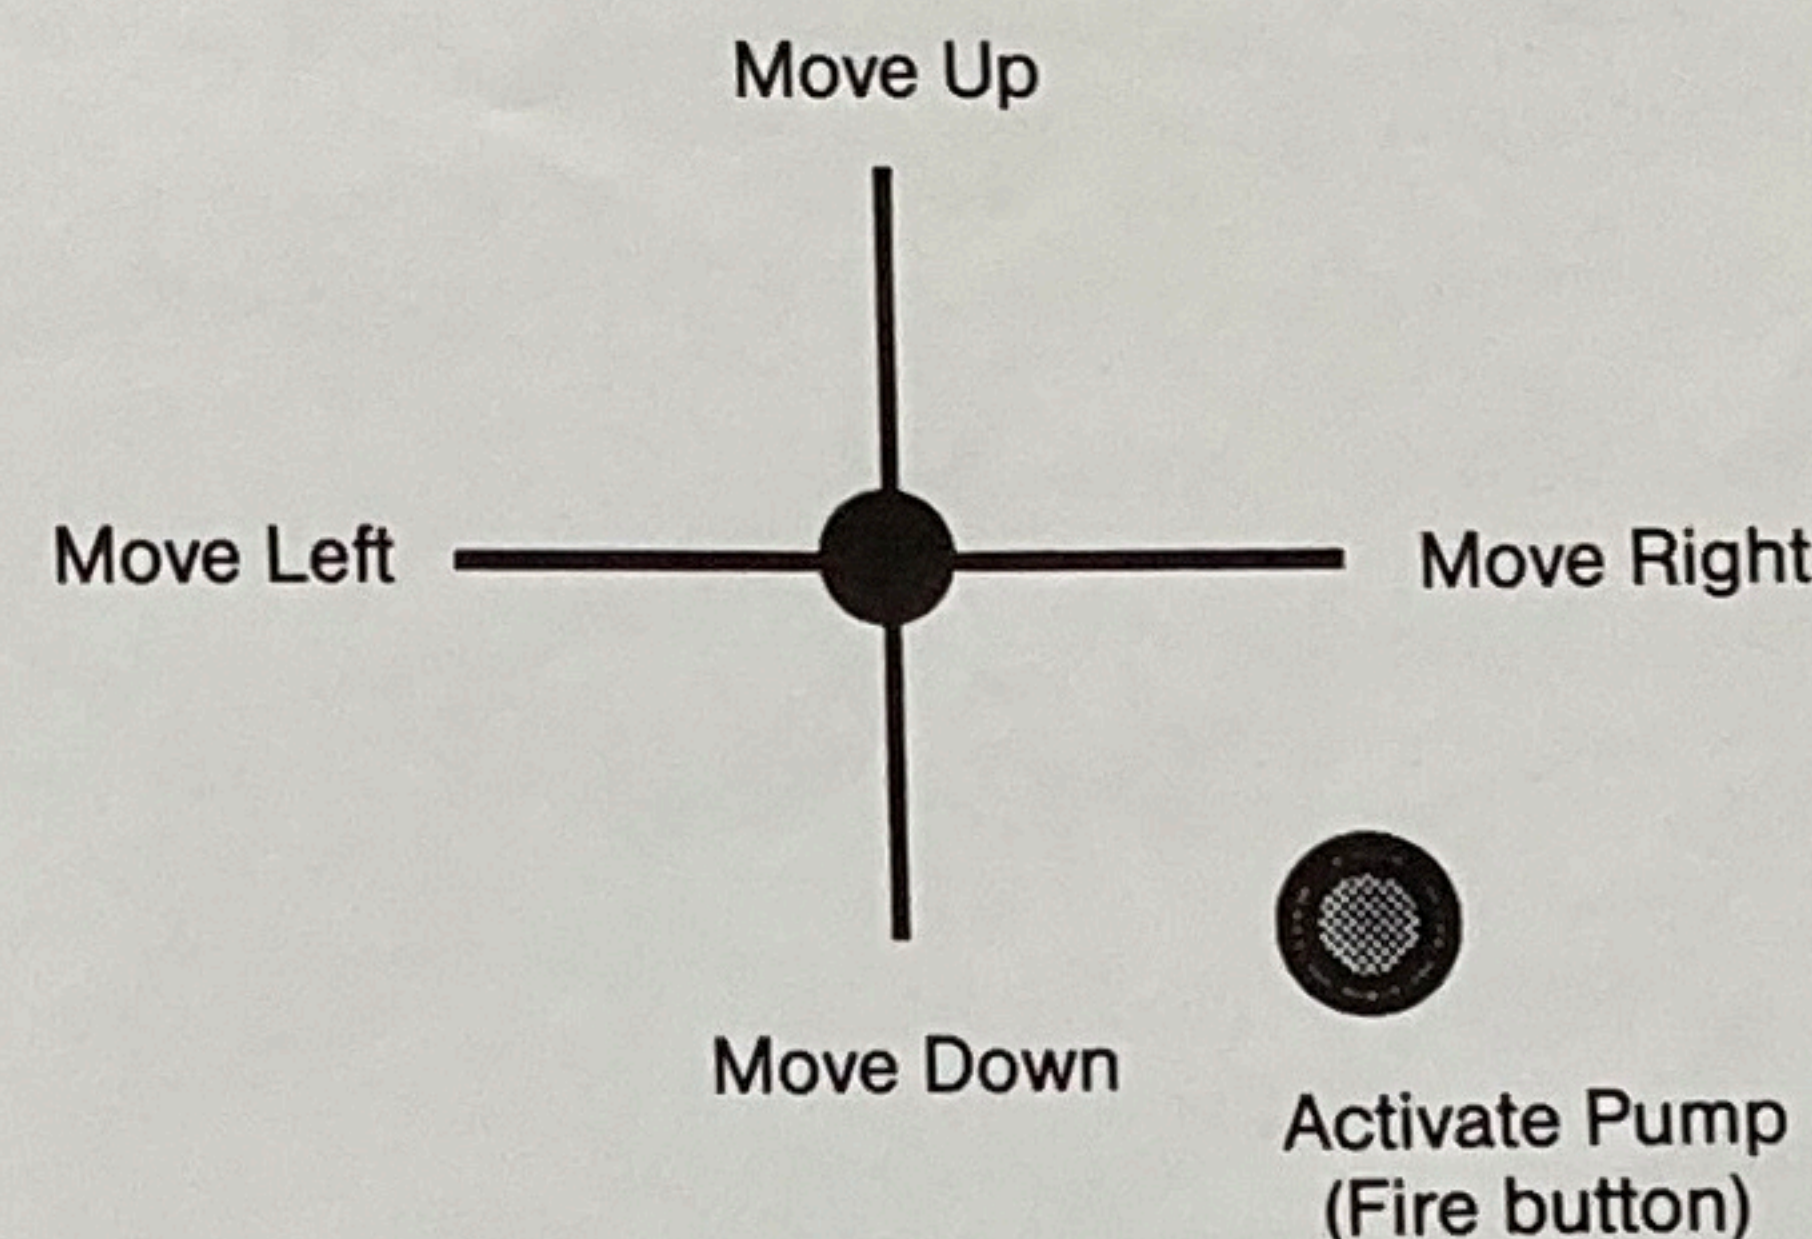 Move Up
Move Left
Move Right
Move Down
Activate Pump
(Fire button)